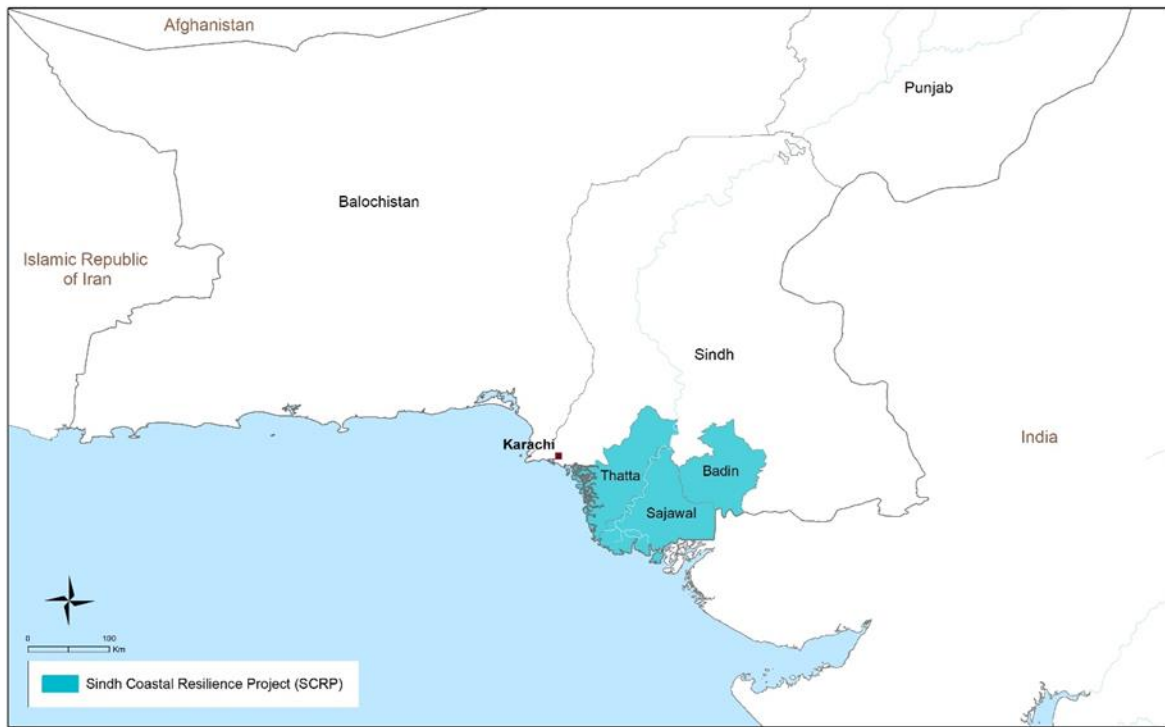 Afghanistan
Punjab
Balochistan
Islamic Republic
of Iran
Sindh
Karachi
India
Thatta
Badin
Sajawal
0 100
Km
Sindh Coastal Resilience Project (SCRP)